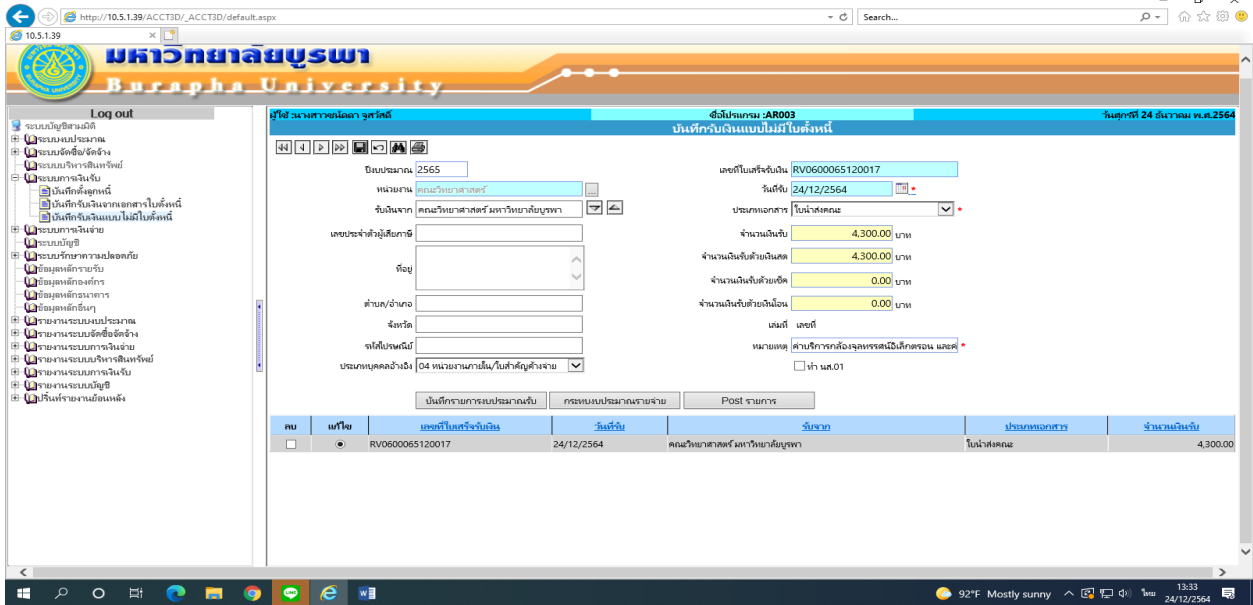 http://10.5.1.39/ACCT3D/_ACCT3D/default.aspx
Search...
10.5.1.39
มหาวิทยาลัยบูรพา
Burapha University
Log out
ระบบบัญชีสามมิติ
ระบบงบประมาณ
ระบบจัดซื้อ/จัดจ้าง
ระบบบริหารสินทรัพย์
ระบบการเงินรับ
บันทึกตั้งลูกหนี้
บันทึกรับเงินจากเอกสารใบตั้งหนี้
บันทึกรับเงินแบบไม่มีใบตั้งหนี้
ระบบการเงินจ่าย
ระบบบัญชี
ระบบรักษาความปลอดภัย
ข้อมูลหลักรายรับ
ข้อมูลหลักองค์กร
ข้อมูลหลักธนาคาร
ข้อมูลหลักอื่นๆ
รายงานระบบงบประมาณ
รายงานระบบจัดซื้อจัดจ้าง
รายงานระบบการเงินจ่าย
รายงานระบบบริหารสินทรัพย์
รายงานระบบการเงินรับ
รายงานระบบบัญชี
ปริ้นท์รายงานย้อนหลัง
ผู้ใช้ :นางสาวชนัดดา จูสวัสดิ์ ชื่อโปรแกรม :AR003 วันศุกร์ที่ 24 ธันวาคม พ.ศ.2564
บันทึกรับเงินแบบไม่มีใบตั้งหนี้
ปีงบประมาณ 2565 เลขที่ใบเสร็จรับเงิน RV0600065120017
หน่วยงาน คณะวิทยาศาสตร์ ... วันที่รับ 24/12/2564 *
รับเงินจาก คณะวิทยาศาสตร์ มหาวิทยาลัยบูรพา ประเภทเอกสาร ใบนำส่งคณะ *
เลขประจำตัวผู้เสียภาษี จำนวนเงินรับ 4,300.00 บาท
ที่อยู่ จำนวนเงินรับด้วยเงินสด 4,300.00 บาท
จำนวนเงินรับด้วยเช็ค 0.00 บาท
ตำบล/อำเภอ จำนวนเงินรับด้วยเงินโอน 0.00 บาท
จังหวัด เล่มที่ เลขที่
รหัสไปรษณีย์ หมายเหตุ ค่าบริการกล้องจุลทรรศน์อิเล็กตรอน และค่ *
ประเภทบุคคลอ้างอิง 04 หน่วยงานภายใน/ใบสำคัญค้างจ่าย ทำ นส.01
บันทึกรายการงบประมาณรับ กระทบงบประมาณรายจ่าย Post รายการ
ลบ แก้ไข เลขที่ใบเสร็จรับเงิน วันที่รับ รับจาก ประเภทเอกสาร จำนวนเงินรับ
RV0600065120017 24/12/2564 คณะวิทยาศาสตร์ มหาวิทยาลัยบูรพา ใบนำส่งคณะ 4,300.00
92°F Mostly sunny ไทย 13:33
24/12/2564